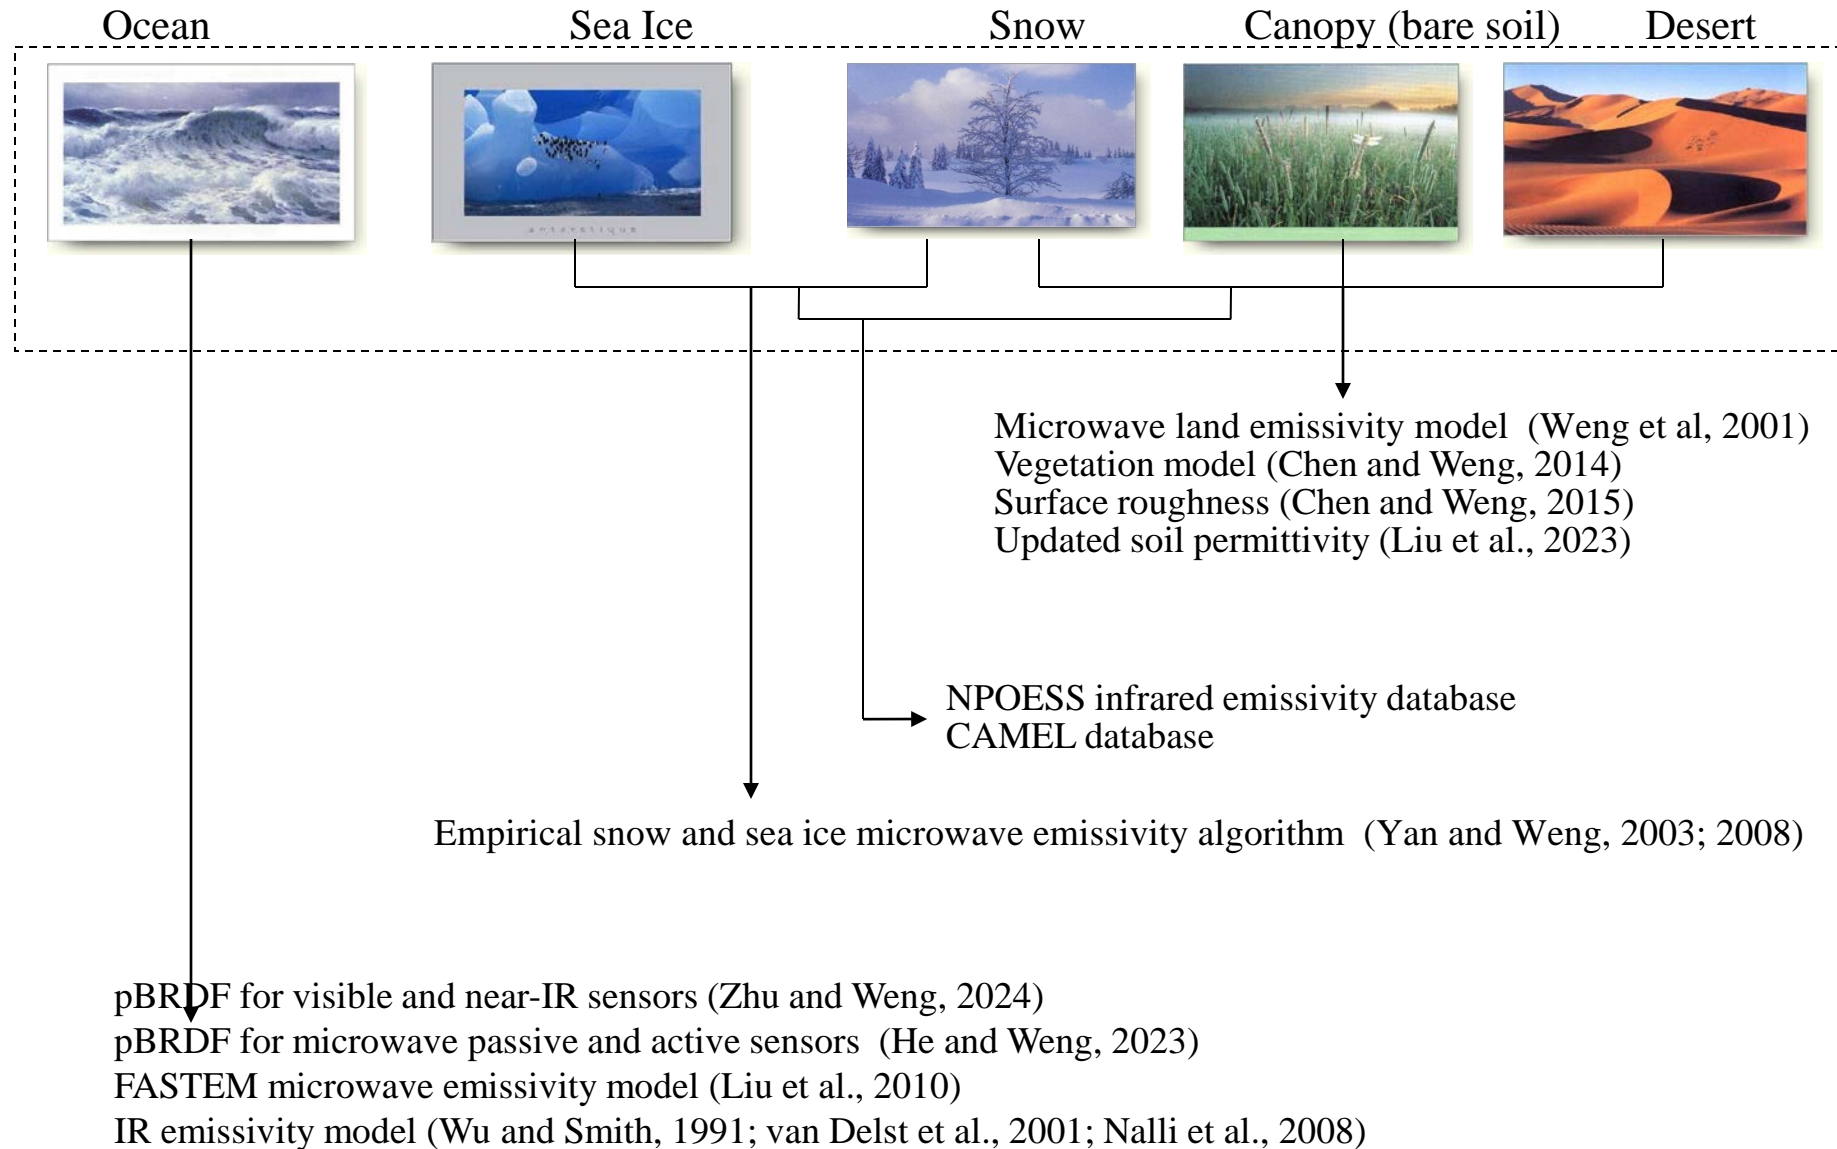 Ocean
Sea Ice
Snow
Canopy (bare soil)
Desert
antarctique
Microwave land emissivity model (Weng et al, 2001)
Vegetation model (Chen and Weng, 2014)
Surface roughness (Chen and Weng, 2015)
Updated soil permittivity (Liu et al., 2023)
NPOESS infrared emissivity database
CAMEL database
Empirical snow and sea ice microwave emissivity algorithm (Yan and Weng, 2003; 2008)
pBRDF for visible and near-IR sensors (Zhu and Weng, 2024)
pBRDF for microwave passive and active sensors (He and Weng, 2023)
FASTEM microwave emissivity model (Liu et al., 2010)
IR emissivity model (Wu and Smith, 1991; van Delst et al., 2001; Nalli et al., 2008)